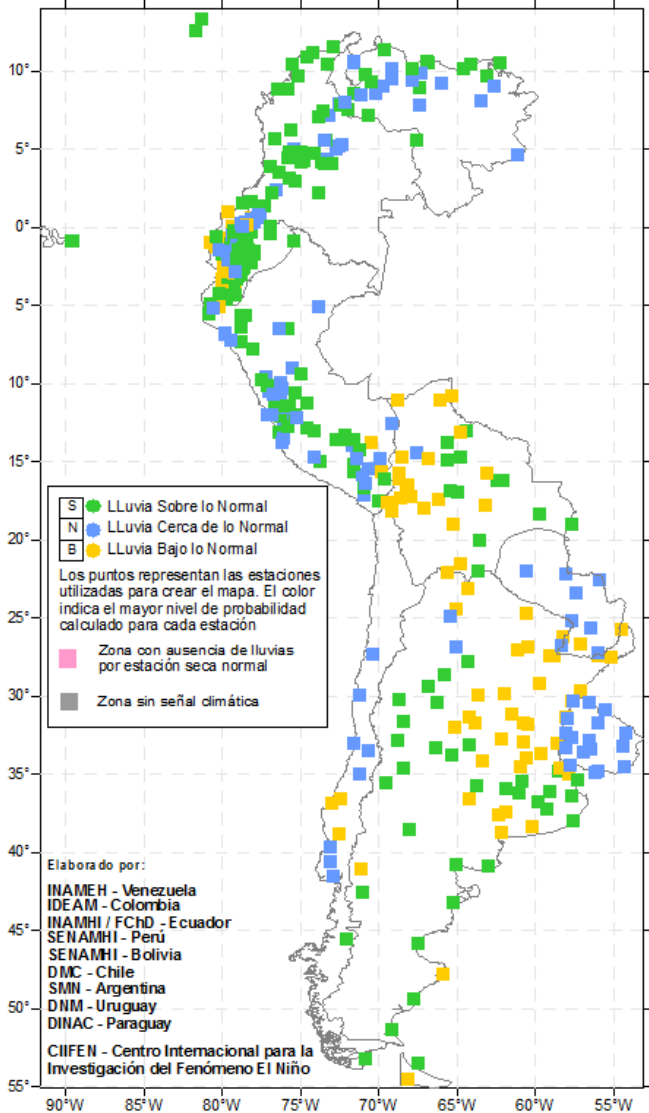 10°
5°
0°
5°
10°
15°
20°
25°
30°
35°
40°
45°
50°
55°
S LLuvia Sobre lo Normal
N LLuvia Cerca de lo Normal
B LLuvia Bajo lo Normal
Los puntos representan las estaciones
utilizadas para crear el mapa. El color
indica el mayor nivel de probabilidad
calculado para cada estación
Zona con ausencia de lluvias
por estación seca normal
Zona sin señal climática
Elaborado por:
INAMEH - Venezuela
IDEAM - Colombia
INAMHI / FChD - Ecuador
SENAMHI - Perú
SENAMHI - Bolivia
DMC - Chile
SMN - Argentina
DNM - Uruguay
DINAC - Paraguay
CIIFEN - Centro Internacional para la
Investigación del Fenómeno El Niño
90°W 85°W 80°W 75°W 70°W 65°W 60°W 55°W